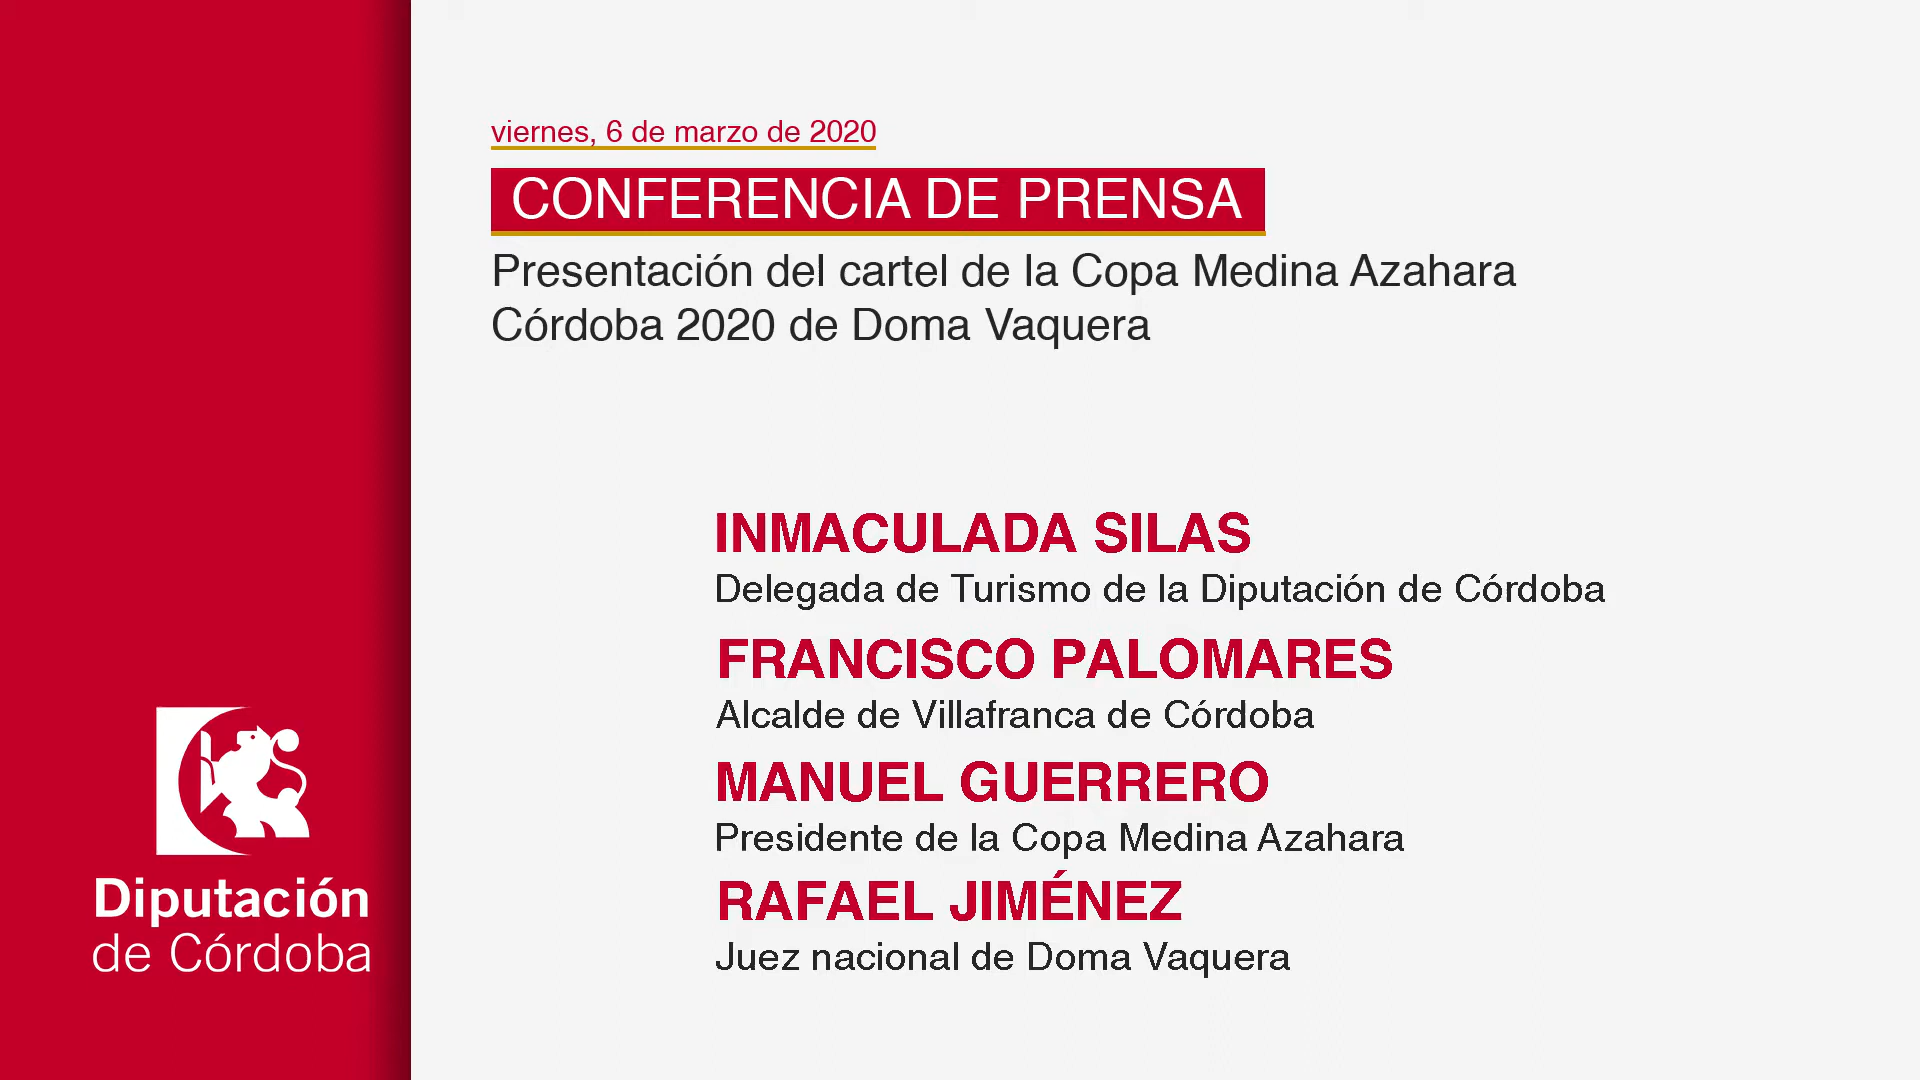 viernes, 6 de marzo de 2020
CONFERENCIA DE PRENSA
Presentación del cartel de la Copa Medina Azahara
Córdoba 2020 de Doma Vaquera
INMACULADA SILAS
Delegada de Turismo de la Diputación de Córdoba
FRANCISCO PALOMARES
Alcalde de Villafranca de Córdoba
MANUEL GUERRERO
Presidente de la Copa Medina Azahara
RAFAEL JIMÉNEZ
Juez nacional de Doma Vaquera
Diputación
de Córdoba